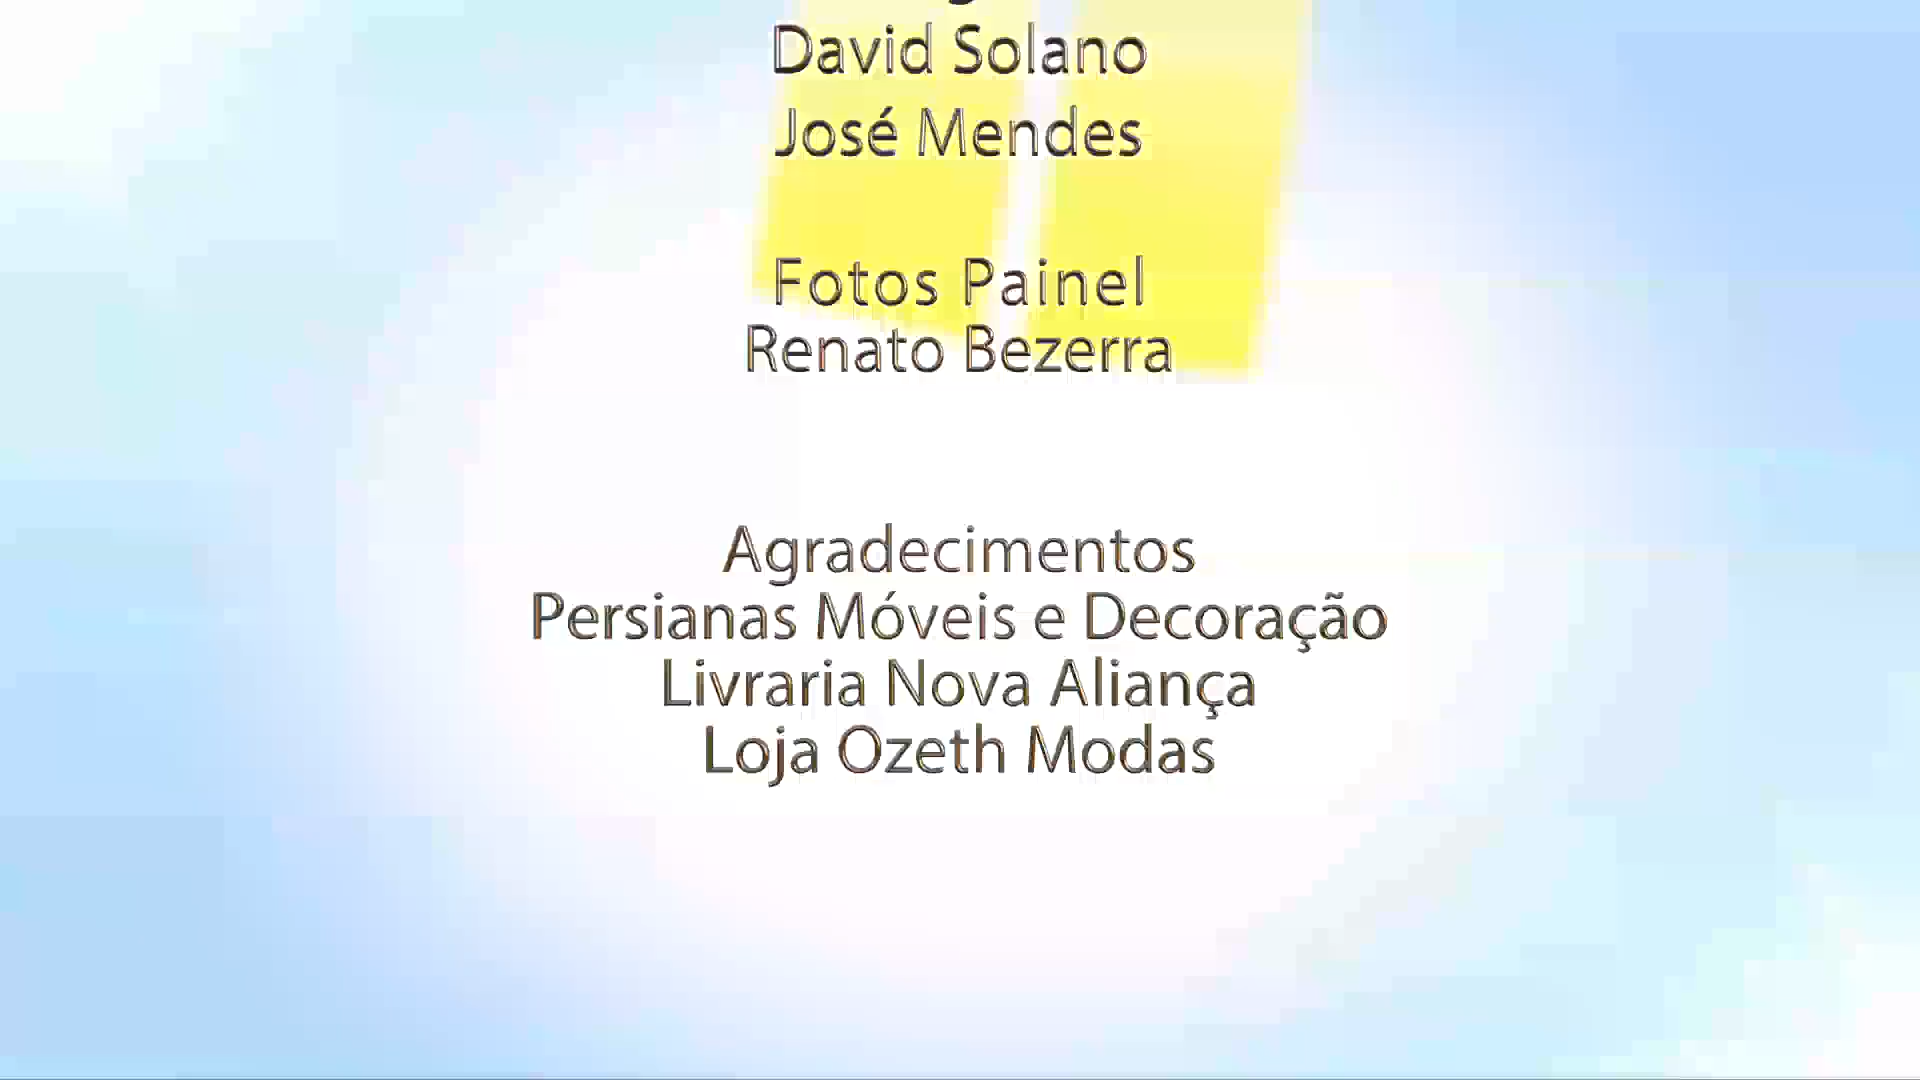 David Solano
José Mendes
Fotos Painel
Renato Bezerra
Agradecimentos
Persianas Móveis e Decoração
Livraria Nova Aliança
Loja Ozeth Modas